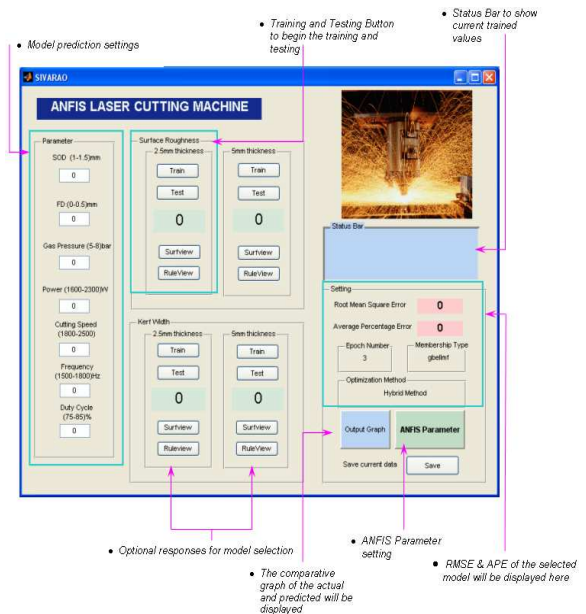 • Status Bar to show
current trained
values
• Training and Testing Button
to begin the training and
testing
• Model prediction settings
SIVARAO
ANFIS LASER CUTTING MACHINE
Parameter
SOD (1-1.5)mm
0
FD (0-0.5)mm
0
Gas Pressure (5-8)bar
0
Power (1600-2300)W
0
Cutting Speed
(1800-2500)
0
Frequency
(1500-1800)Hz
0
Duty Cycle
(75-85)%
0
Surface Roughness
2.5mm thickness
Train
Test
0
Surfview
RuleView
5mm thickness
Train
Test
0
Surfview
RuleView
Kerf Width
2.5mm thickness
Train
Test
0
Surfview
Ruleview
5mm thickness
Train
Test
0
Surfview
RuleView
Status Bar
Setting
Root Mean Square Error
0
Average Percentage Error
0
Epoch Number
3
Membership Type
gbellmf
Optimization Method
Hybrid Method
Output Graph
ANFIS Parameter
Save current data
Save
• Optional responses for model selection
• The comparative
graph of the actual
and predicted will be
displayed
• ANFIS Parameter
setting
• RMSE & APE of the selected
model will be displayed here